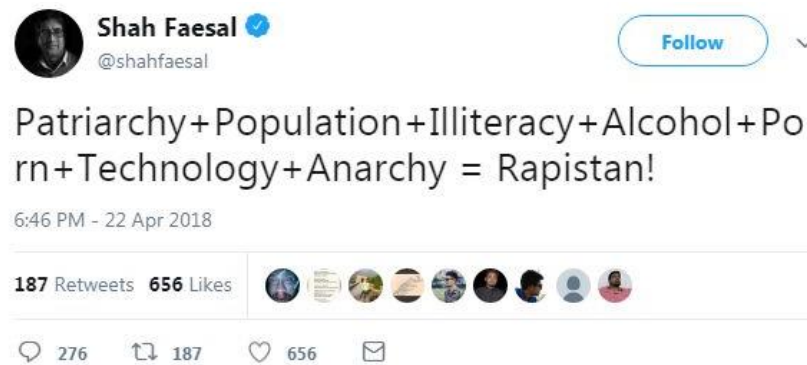 Shah Faesal
Follow
@shahfaesal
Patriarchy+Population+Illiteracy+Alcohol+Po
rn+Technology+Anarchy = Rapistan!
6:46 PM - 22 Apr 2018
187 Retweets 656 Likes
276 187 656